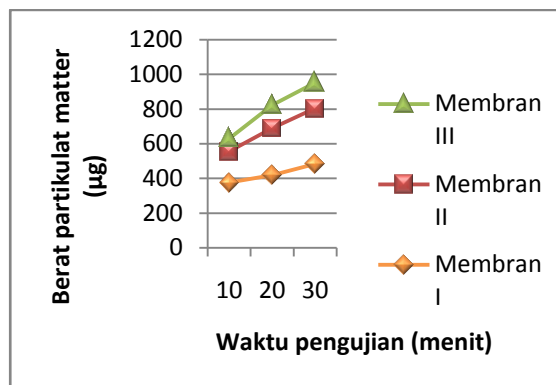 Berat partikulat matter
(µg)
1200
1000
800
600
400
200
0
10 20 30
Waktu pengujian (menit)
Membran
III
Membran
II
Membran
I